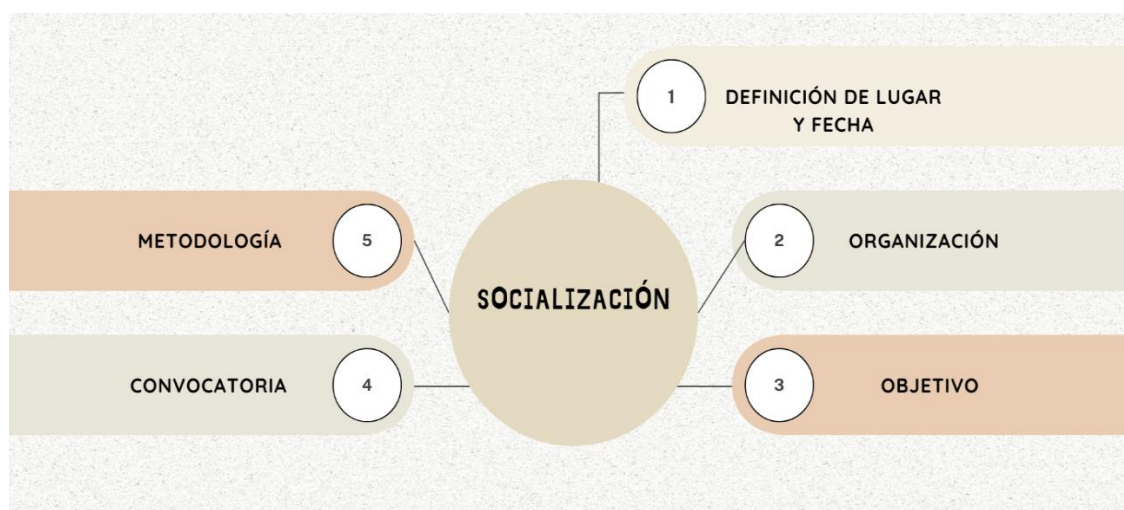 1
DEFINICIÓN DE LUGAR
Y FECHA
METODOLOGÍA
5
2
ORGANIZACIÓN
SOCIALIZACIÓN
CONVOCATORIA
4
3
OBJETIVO